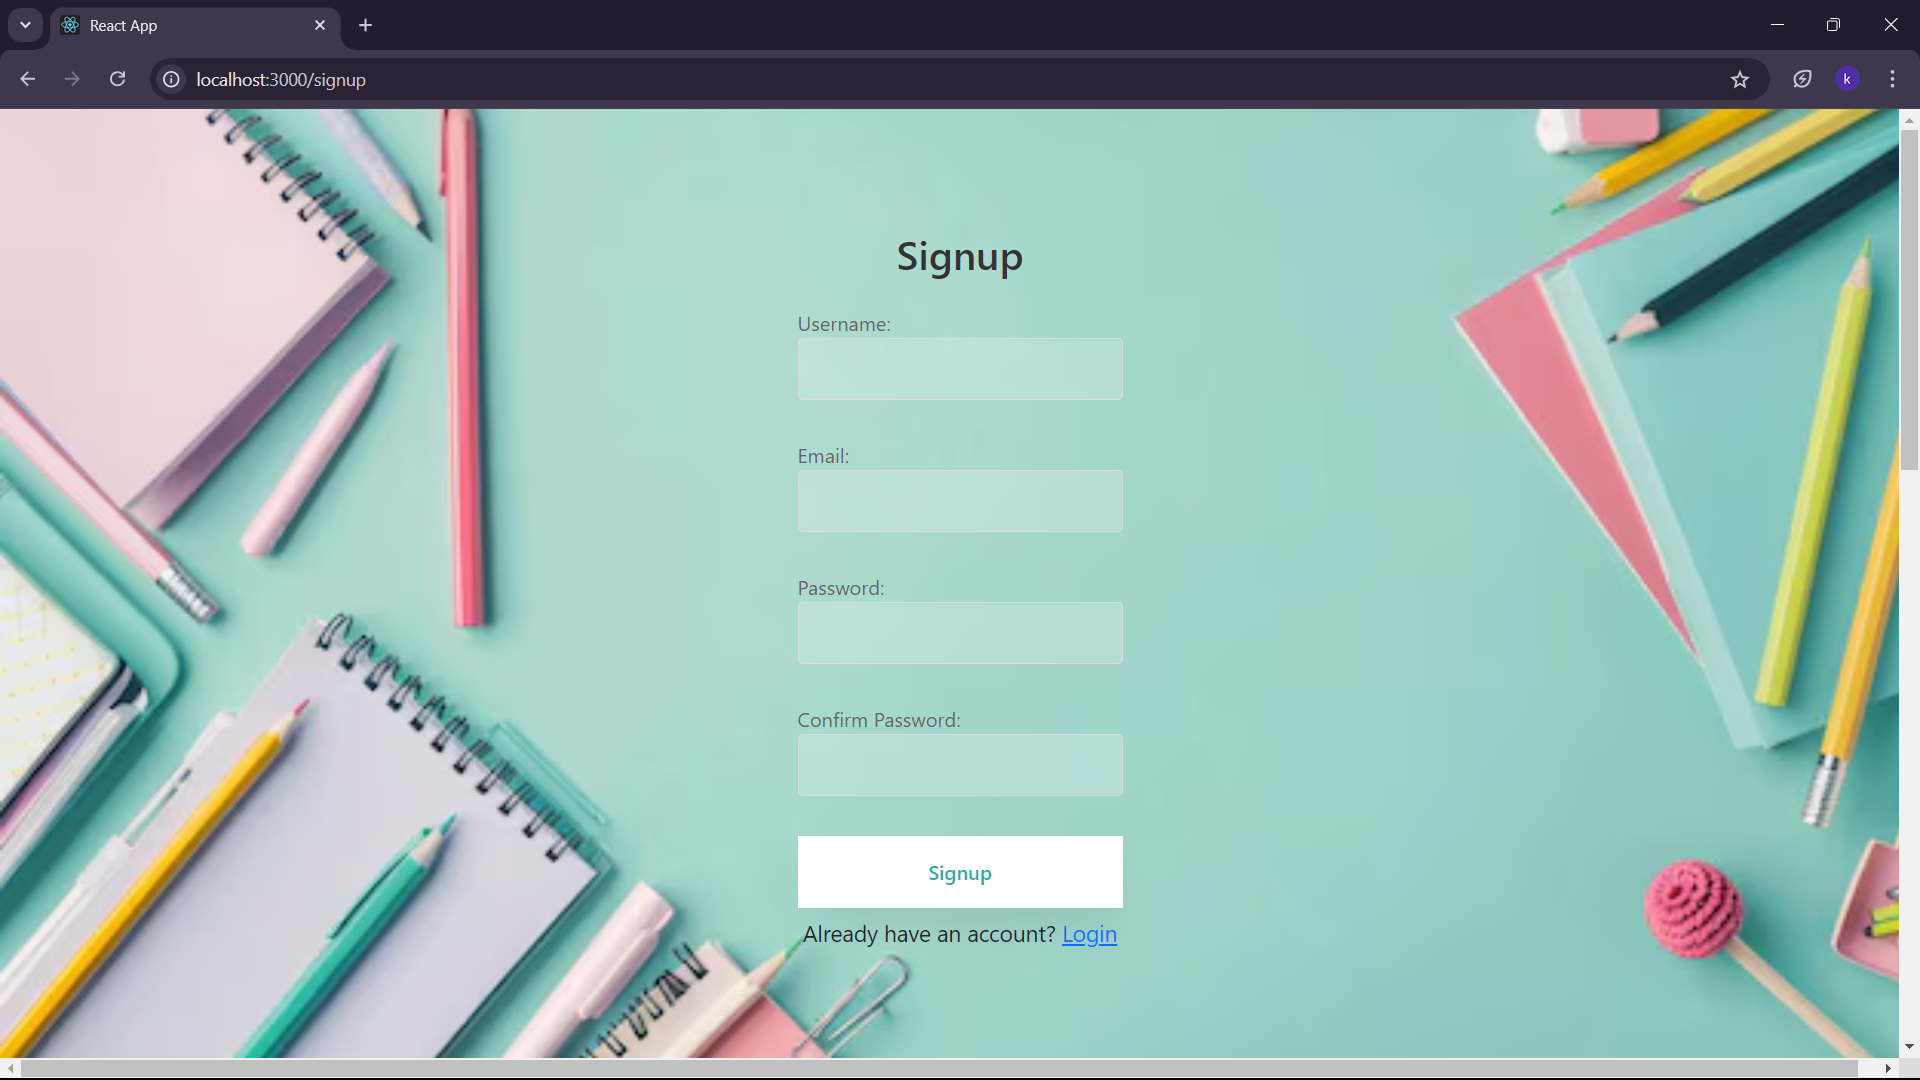 React App
localhost:3000/signup
k
Signup
Username:
Email:
Password:
Confirm Password:
Signup
Already have an account? Login